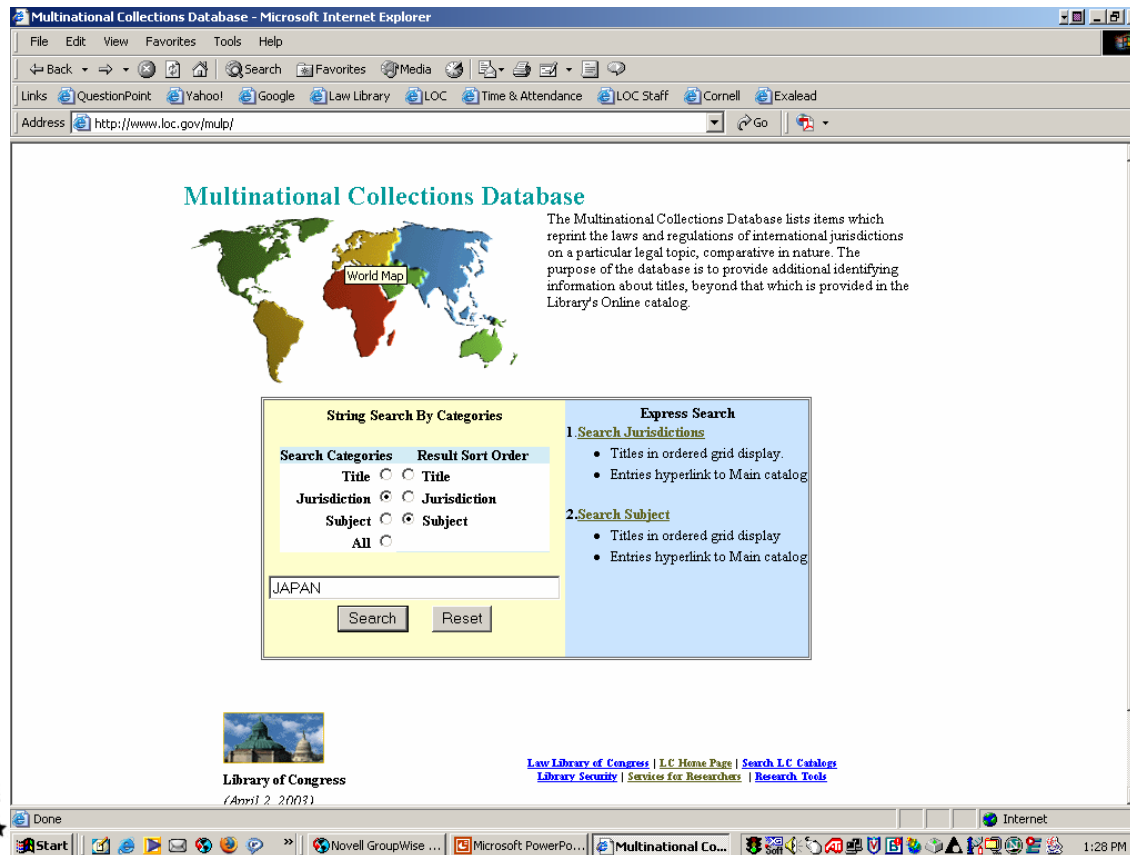 Multinational Collections Database - Microsoft Internet Explorer
File Edit View Favorites Tools Help
Back Search Favorites Media
Links QuestionPoint Yahoo! Google Law Library LOC Time & Attendance LOC Staff Cornell Exalead
Address http://www.loc.gov/mulp/ Go
Multinational Collections Database
World Map
The Multinational Collections Database lists items which
reprint the laws and regulations of international jurisdictions
on a particular legal topic, comparative in nature. The
purpose of the database is to provide additional identifying
information about titles, beyond that which is provided in the
Library's Online catalog.
String Search By Categories
Search Categories Result Sort Order
Title Title
Jurisdiction Jurisdiction
Subject Subject
All
JAPAN
Search Reset
Express Search
1.Search Jurisdictions
• Titles in ordered grid display.
• Entries hyperlink to Main catalog
2.Search Subject
• Titles in ordered grid display
• Entries hyperlink to Main catalog
Library of Congress
(April 2, 2003)
Law Library of Congress | LC Home Page | Search LC Catalogs
Library Security | Services for Researchers | Research Tools
Done Internet
Start » Novell GroupWise ... Microsoft PowerPo... Multinational Co... 1:28 PM